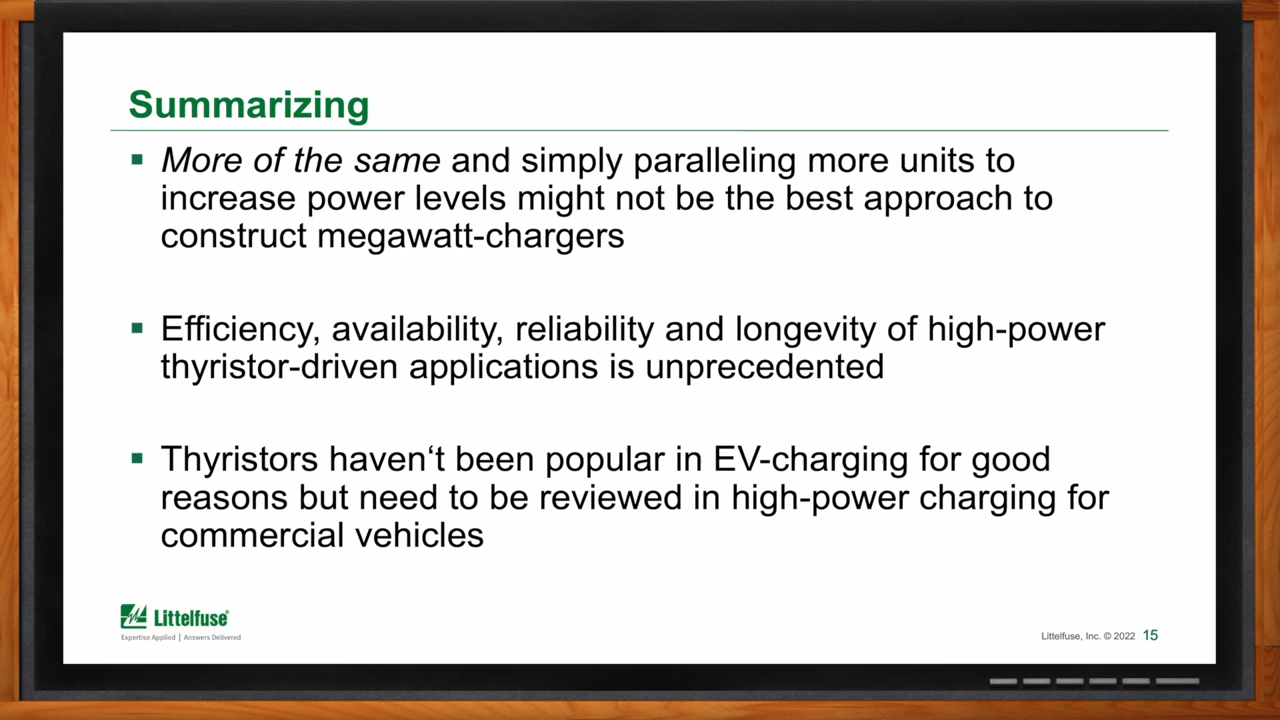 Summarizing
▪ More of the same and simply paralleling more units to
increase power levels might not be the best approach to
construct megawatt-chargers
▪ Efficiency, availability, reliability and longevity of high-power
thyristor-driven applications is unprecedented
▪ Thyristors haven‘t been popular in EV-charging for good
reasons but need to be reviewed in high-power charging for
commercial vehicles
Littelfuse®
Expertise Applied | Answers Delivered
Littelfuse, Inc. © 2022 15